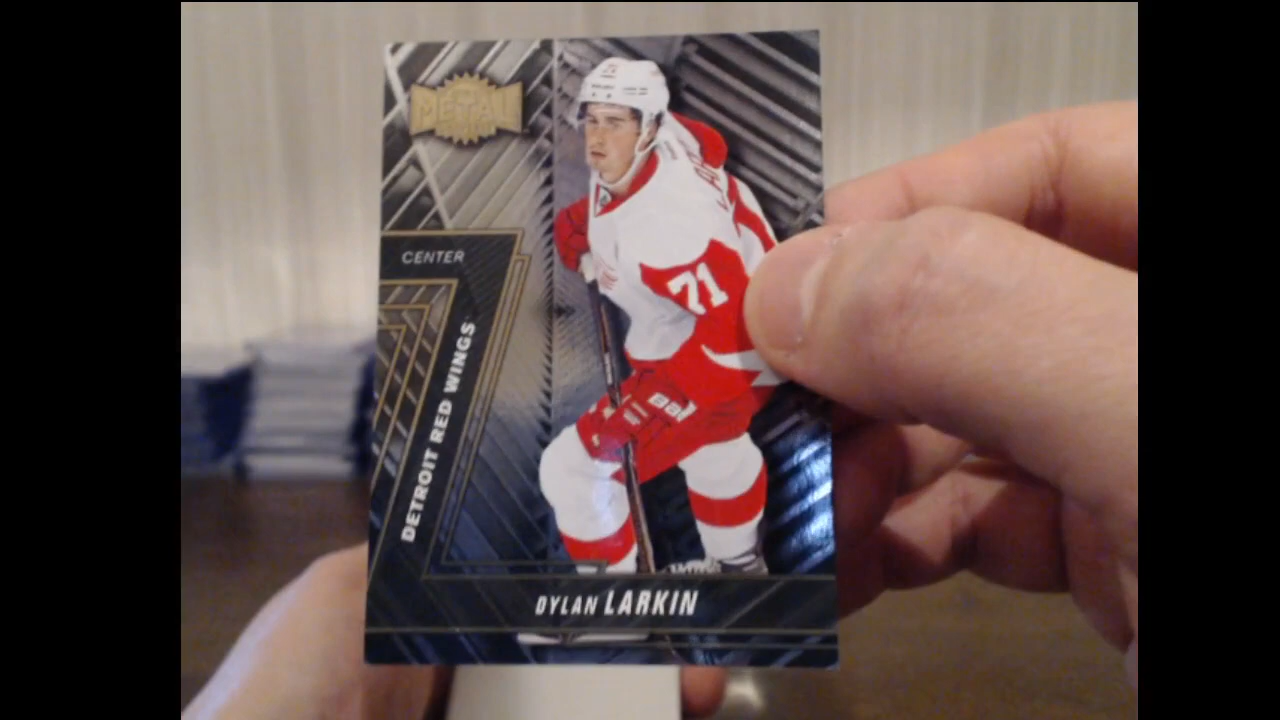 METAL
CENTER
DETROIT RED WINGS
71
DYLAN LARKIN